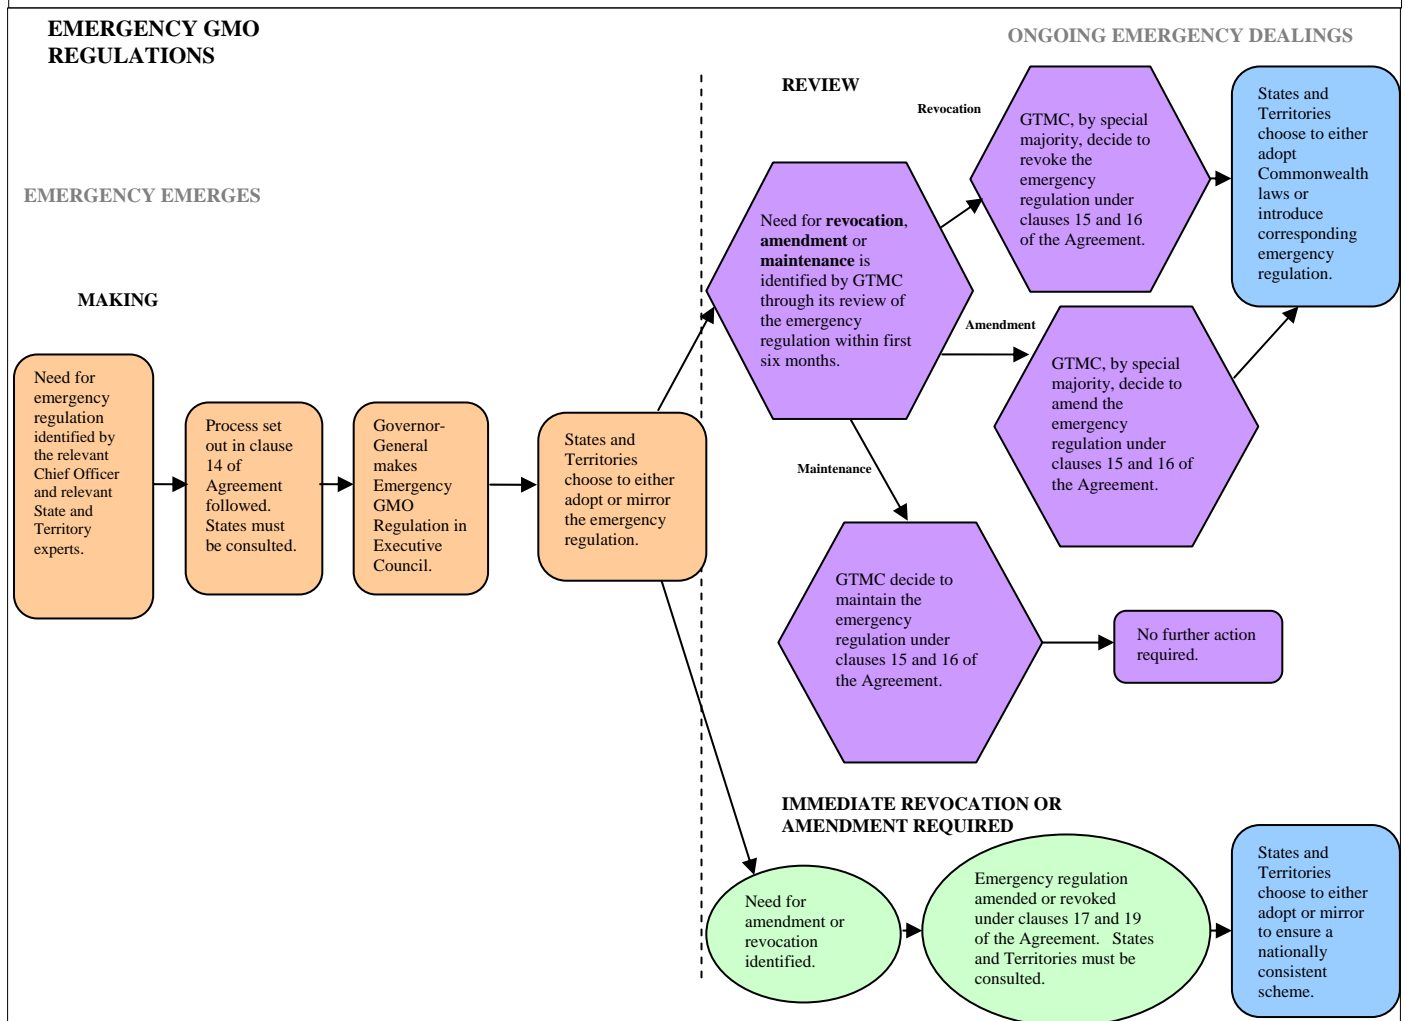 EMERGENCY GMO
REGULATIONS
ONGOING EMERGENCY DEALINGS
EMERGENCY EMERGES
MAKING
Need for
emergency
regulation
identified by
the relevant
Chief Officer
and relevant
State and
Territory
experts.
Process set
out in clause
14 of
Agreement
followed.
States must
be consulted.
Governor-
General
makes
Emergency
GMO
Regulation in
Executive
Council.
States and
Territories
choose to either
adopt or mirror
the emergency
regulation.
REVIEW
Need for revocation,
amendment or
maintenance is
identified by GTMC
through its review of
the emergency
regulation within first
six months.
Revocation
GTMC, by special
majority, decide to
revoke the
emergency
regulation under
clauses 15 and 16
of the Agreement.
States and
Territories
choose to either
adopt
Commonwealth
laws or
introduce
corresponding
emergency
regulation.
Amendment
GTMC, by special
majority, decide to
amend the
emergency
regulation under
clauses 15 and 16 of
the Agreement.
Maintenance
GTMC decide to
maintain the
emergency
regulation under
clauses 15 and 16 of
the Agreement.
No further action
required.
IMMEDIATE REVOCATION OR
AMENDMENT REQUIRED
Need for
amendment or
revocation
identified.
Emergency regulation
amended or revoked
under clauses 17 and 19
of the Agreement. States
and Territories must be
consulted.
States and
Territories
choose to either
adopt or mirror
to ensure a
nationally
consistent
scheme.